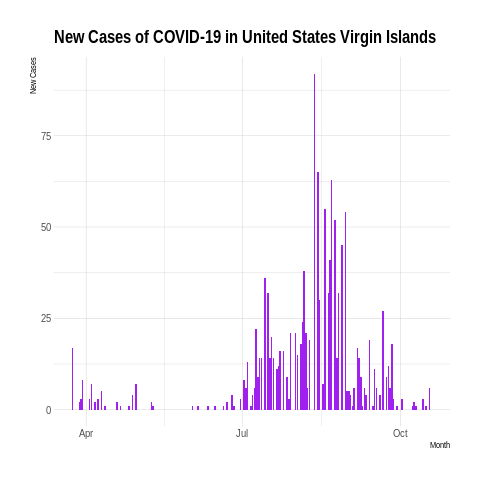 New Cases of COVID-19 in United States Virgin Islands
New Cases
75
50
25
0
Apr
Jul
Oct
Month